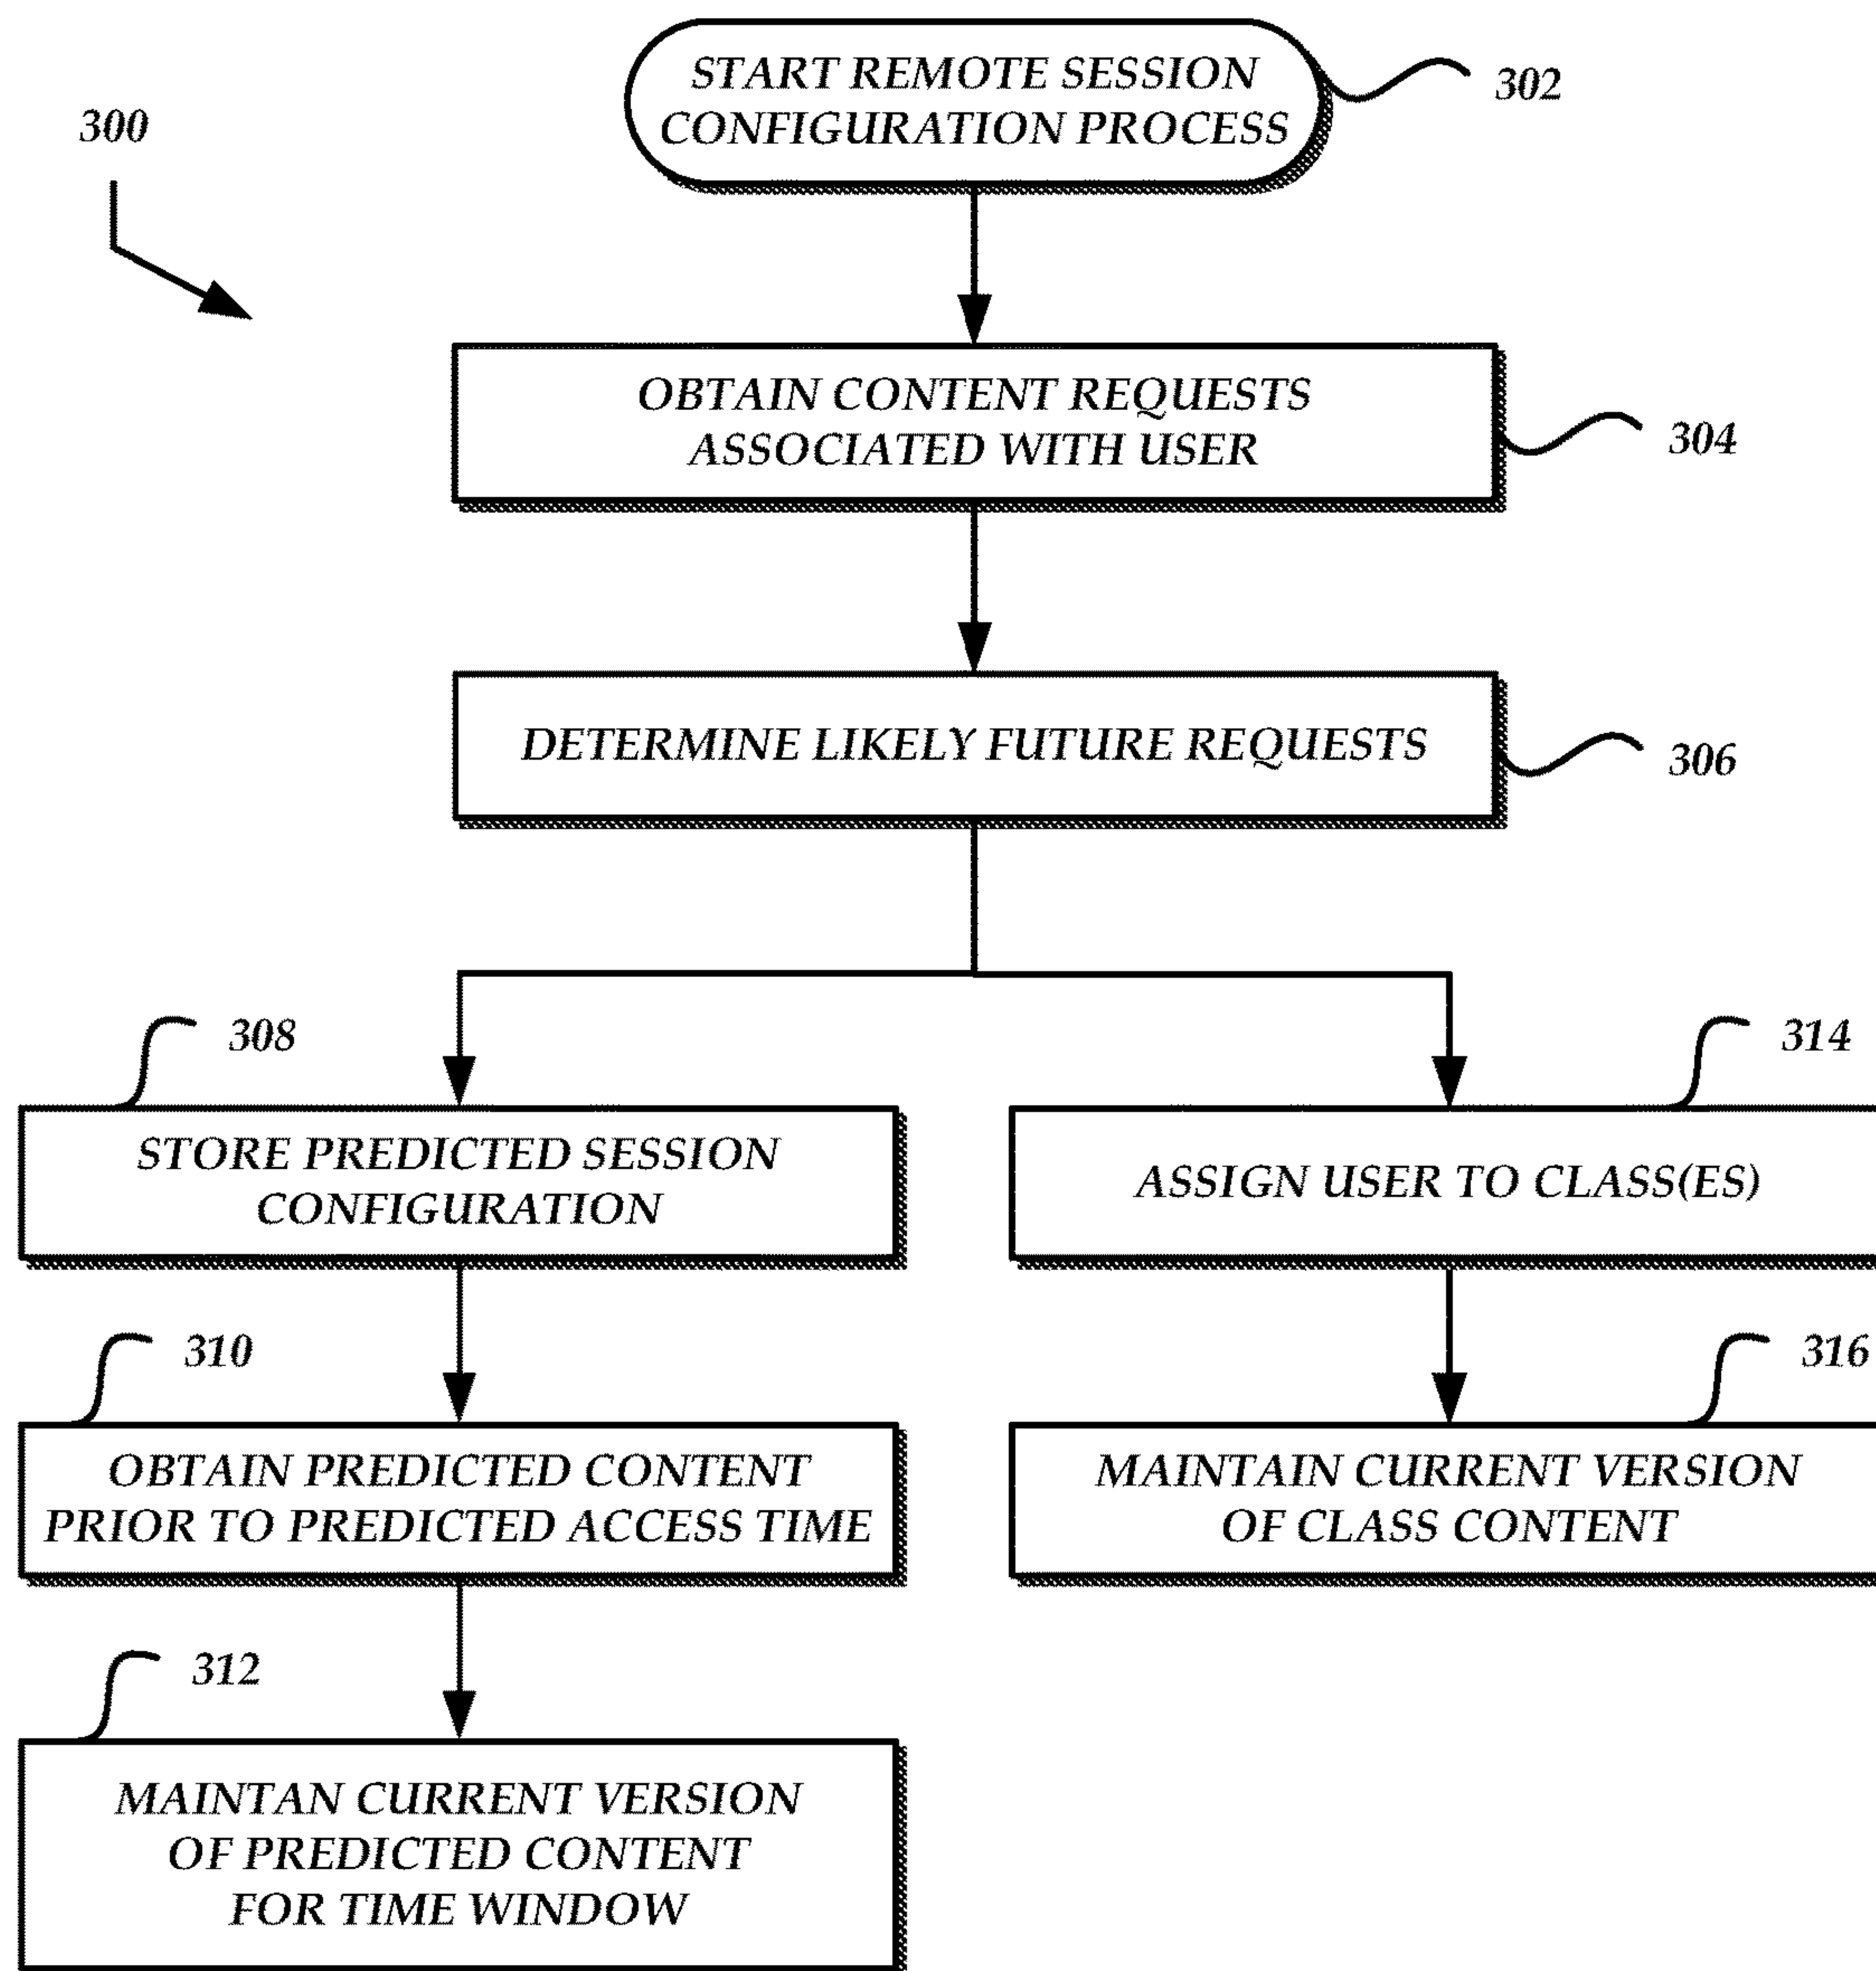 START REMOTE SESSION
CONFIGURATION PROCESS
302
300
OBTAIN CONTENT REQUESTS
ASSOCIATED WITH USER
304
DETERMINE LIKELY FUTURE REQUESTS
306
308
STORE PREDICTED SESSION
CONFIGURATION
314
ASSIGN USER TO CLASS(ES)
310
OBTAIN PREDICTED CONTENT
PRIOR TO PREDICTED ACCESS TIME
316
MAINTAIN CURRENT VERSION
OF CLASS CONTENT
312
MAINTAN CURRENT VERSION
OF PREDICTED CONTENT
FOR TIME WINDOW